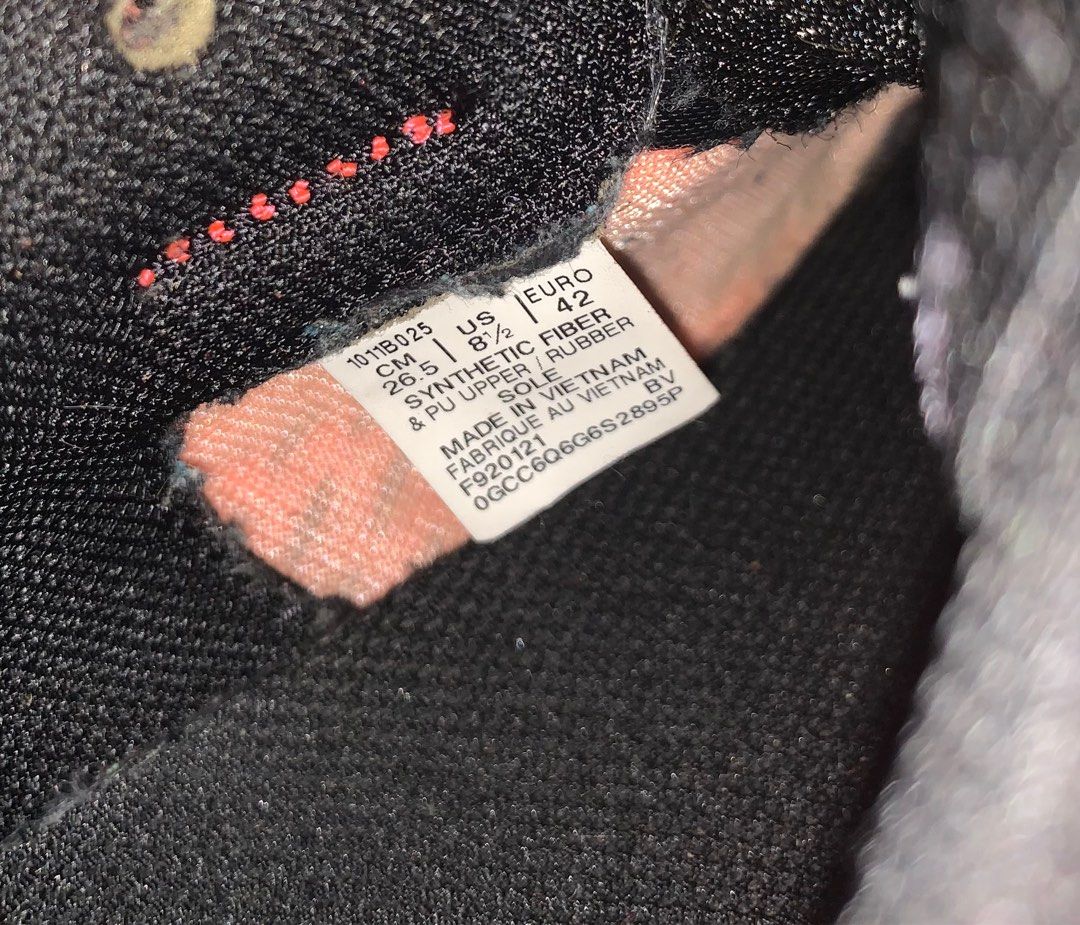 1011B025
CM | US | EURO
26.5 | 8½ | 42
SYNTHETIC FIBER
& PU UPPER / RUBBER
SOLE
MADE IN VIETNAM
FABRIQUE AU VIETNAM
F920121 BV
0GCC6Q6G6S2895P